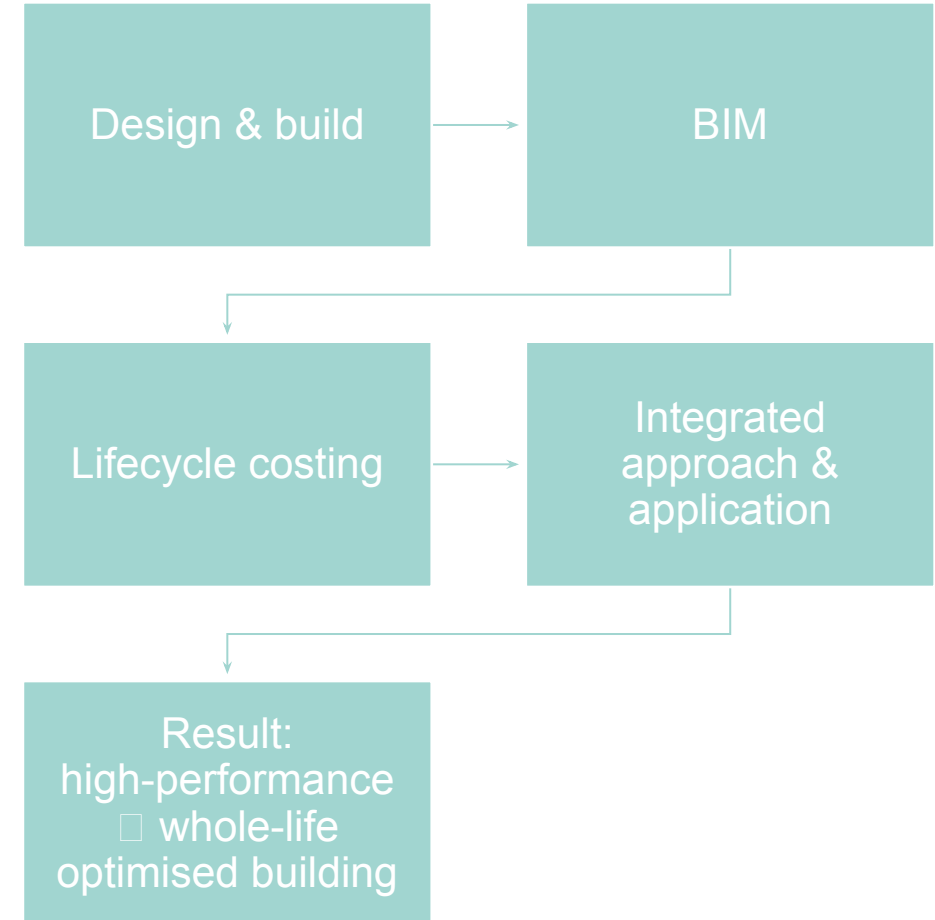 Design & build
BIM
Lifecycle costing
Integrated
approach &
application
Result:
high-performance
□ whole-life
optimised building